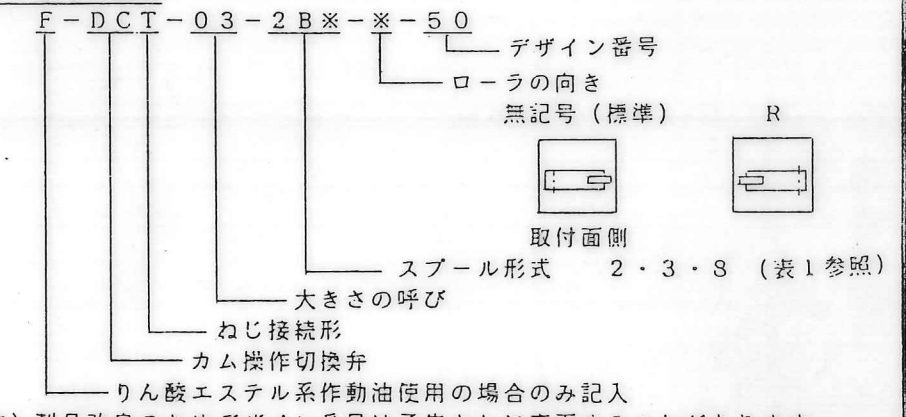 F-DCT-03-2B※-※-50
デザイン番号
ローラの向き
無記号（標準） R
取付面側
スプール形式 2・3・8 （表1参照）
大きさの呼び
ねじ接続形
カム操作切換弁
りん酸エステル系作動油使用の場合のみ記入